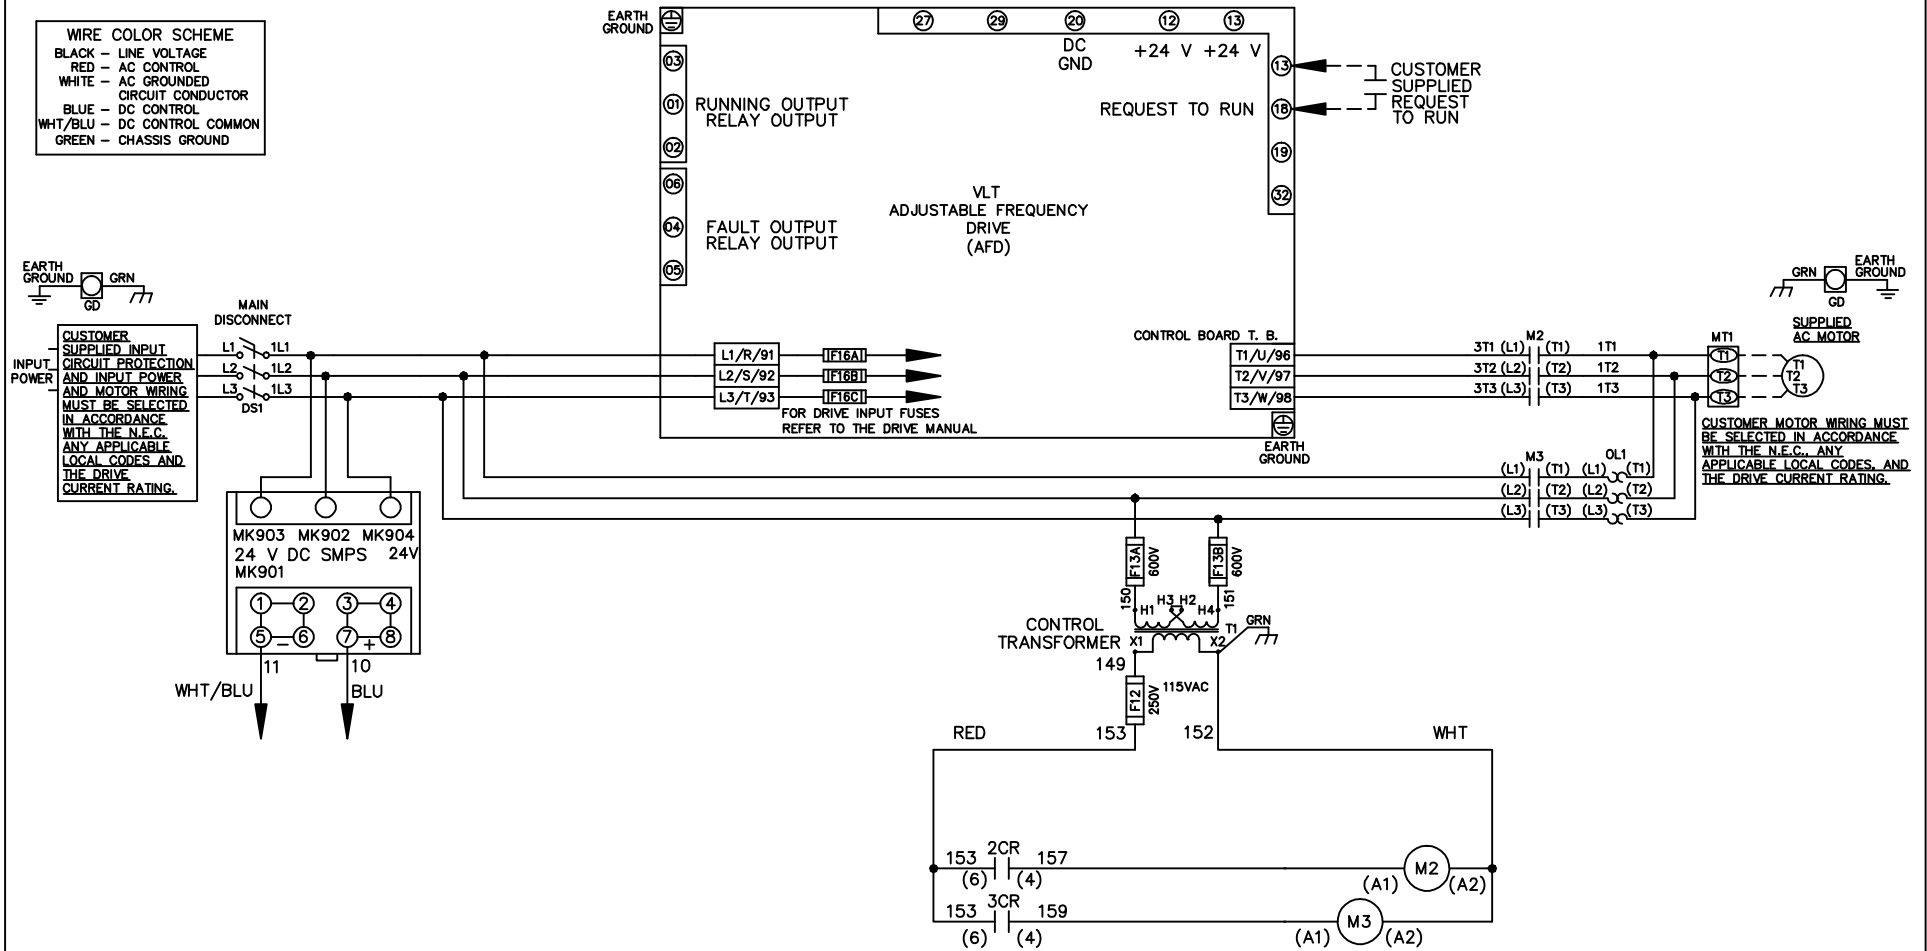 WIRE COLOR SCHEME
BLACK – LINE VOLTAGE
RED – AC CONTROL
WHITE – AC GROUNDED
CIRCUIT CONDUCTOR
BLUE – DC CONTROL
WHT/BLU – DC CONTROL COMMON
GREEN – CHASSIS GROUND
EARTH
GROUND
27 29 20 12 13
DC
GND
+24 V +24 V
03
01
02
RUNNING OUTPUT
RELAY OUTPUT
06
04
05
FAULT OUTPUT
RELAY OUTPUT
VLT
ADJUSTABLE FREQUENCY
DRIVE
(AFD)
REQUEST TO RUN
13
18
19
32
CUSTOMER
SUPPLIED
REQUEST
TO RUN
EARTH
GROUND
GRN
GD
INPUT
POWER
CUSTOMER
SUPPLIED INPUT
CIRCUIT PROTECTION
AND INPUT POWER
AND MOTOR WIRING
MUST BE SELECTED
IN ACCORDANCE
WITH THE N.E.C.
ANY APPLICABLE
LOCAL CODES AND
THE DRIVE
CURRENT RATING.
MAIN
DISCONNECT
L1 1L1
L2 1L2
L3 1L3
DS1
L1/R/91 F16A
L2/S/92 F16B
L3/T/93 F16C
FOR DRIVE INPUT FUSES
REFER TO THE DRIVE MANUAL
CONTROL BOARD T. B.
T1/U/96
T2/V/97
T3/W/98
EARTH
GROUND
M2
3T1 (L1) (T1) 1T1
3T2 (L2) (T2) 1T2
3T3 (L3) (T3) 1T3
MT1
T1
T2
T3
GRN
GD
EARTH
GROUND
SUPPLIED
AC MOTOR
T1
T2
T3
CUSTOMER MOTOR WIRING MUST
BE SELECTED IN ACCORDANCE
WITH THE N.E.C., ANY
APPLICABLE LOCAL CODES, AND
THE DRIVE CURRENT RATING.
M3 OL1
(L1) (T1) (L1) (T1)
(L2) (T2) (L2) (T2)
(L3) (T3) (L3) (T3)
MK903 MK902 MK904
24 V DC SMPS 24V
MK901
1 2 3 4
5 – 6 7 + 8
11 10
WHT/BLU BLU
F13A 600V
F13B 600V
150 151
H1 H3 H2 H4
CONTROL
TRANSFORMER
X1 X2 T1 GRN
149
F12 250V
115VAC
153 152
RED WHT
153 2CR 157
(6) (4)
M2
(A1) (A2)
153 3CR 159
(6) (4)
M3
(A1) (A2)